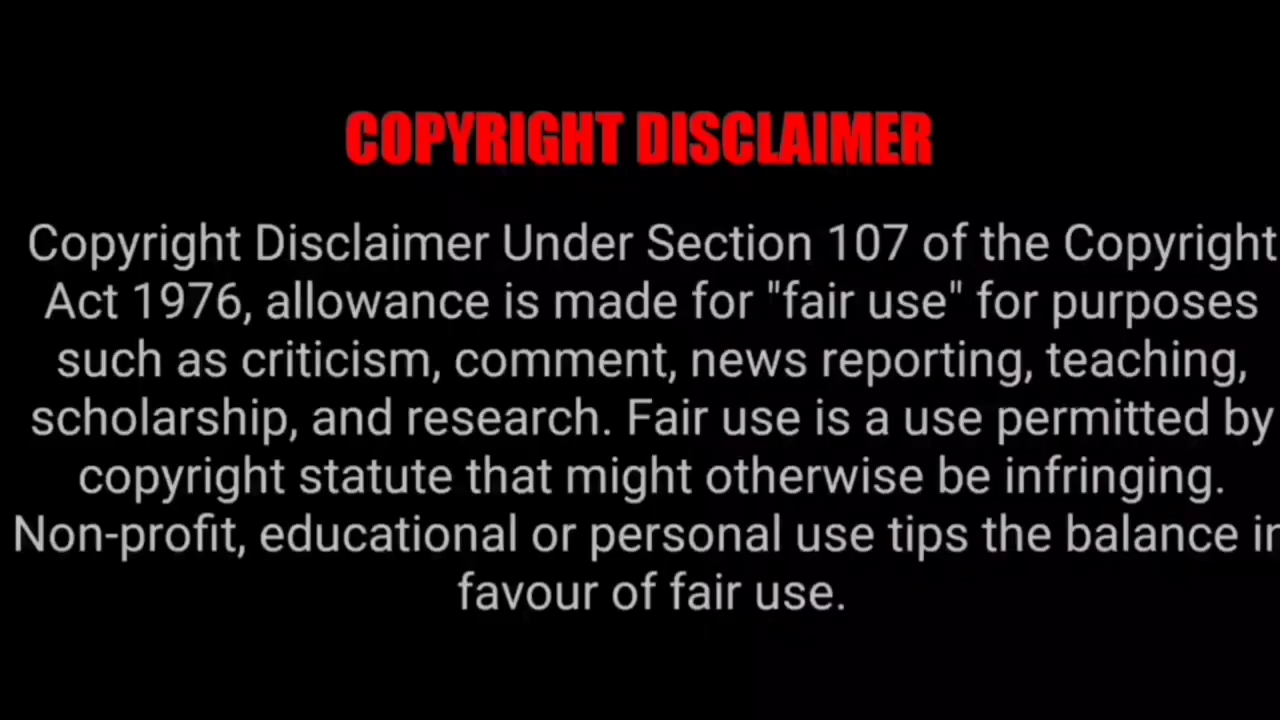 COPYRIGHT DISCLAIMER
Copyright Disclaimer Under Section 107 of the Copyright
Act 1976, allowance is made for "fair use" for purposes
such as criticism, comment, news reporting, teaching,
scholarship, and research. Fair use is a use permitted by
copyright statute that might otherwise be infringing.
Non-profit, educational or personal use tips the balance in
favour of fair use.